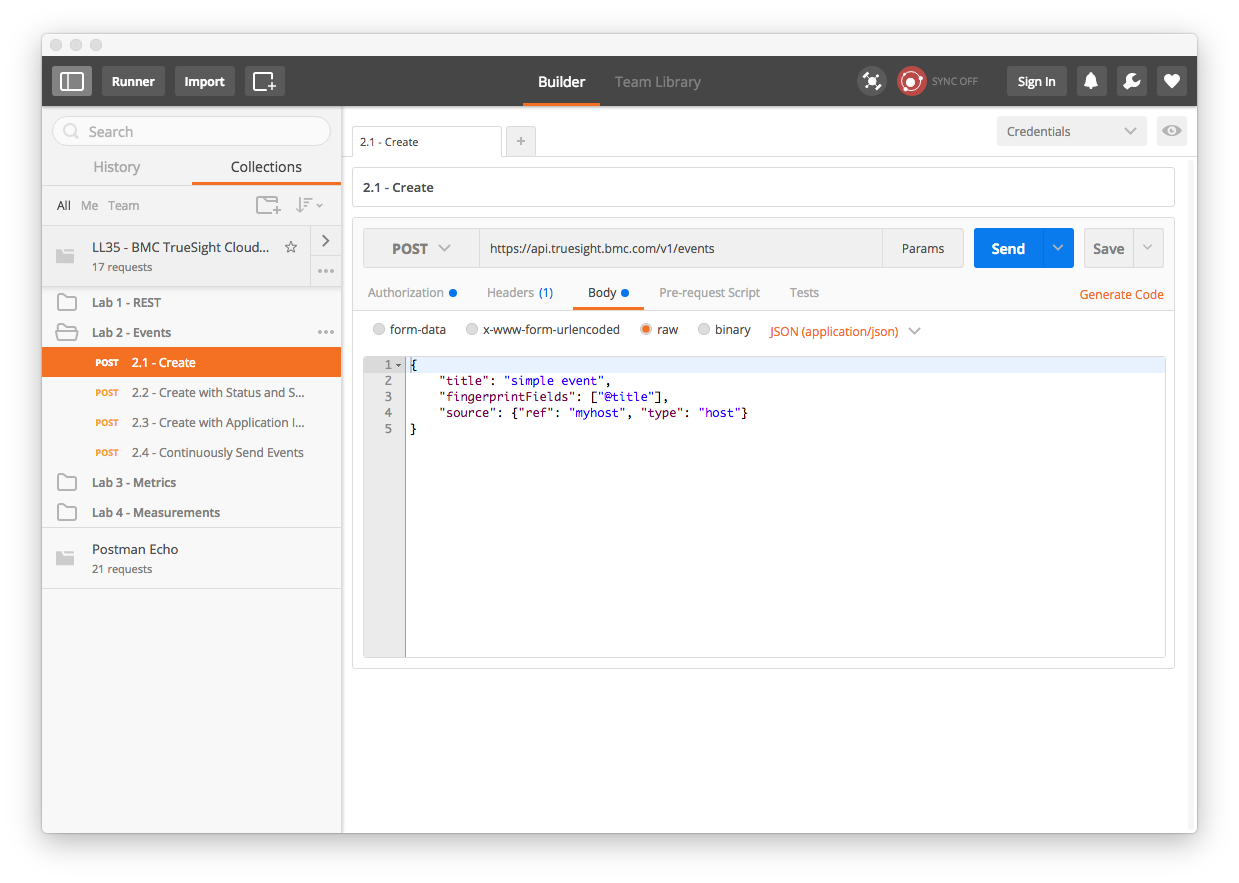 Runner Import Builder Team Library SYNC OFF Sign In
Search
History Collections
All Me Team
LL35 - BMC TrueSight Cloud...
17 requests
Lab 1 - REST
Lab 2 - Events
POST 2.1 - Create
POST 2.2 - Create with Status and S...
POST 2.3 - Create with Application I...
POST 2.4 - Continuously Send Events
Lab 3 - Metrics
Lab 4 - Measurements
Postman Echo
21 requests
2.1 - Create + Credentials
2.1 - Create
POST https://api.truesight.bmc.com/v1/events Params Send Save
Authorization Headers (1) Body Pre-request Script Tests Generate Code
form-data x-www-form-urlencoded raw binary JSON (application/json)
1 {
2 "title": "simple event",
3 "fingerprintFields": ["@title"],
4 "source": {"ref": "myhost", "type": "host"}
5 }